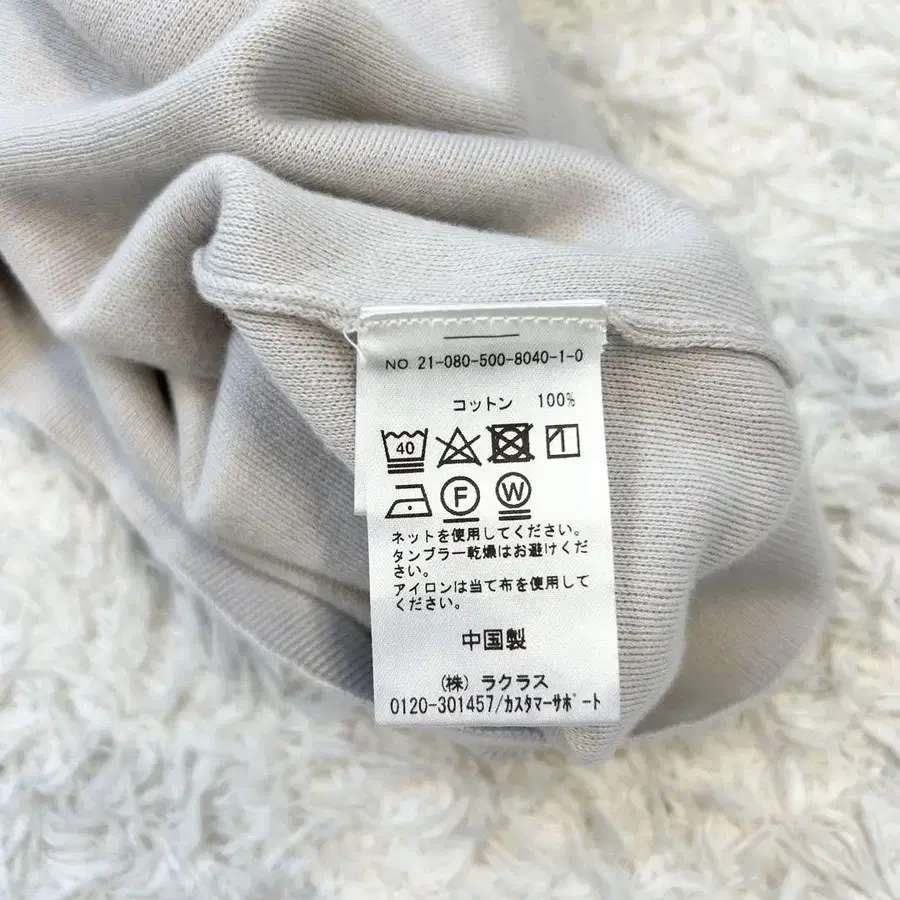 NO. 21-080-500-8040-1-0
コットン 100%
40
F W
ネットを使用してください。
タンブラー乾燥はお避けくだ
さい。
アイロンは当て布を使用して
ください。
中国製
(株) ラクラス
0120-301457/カスタマーサポート